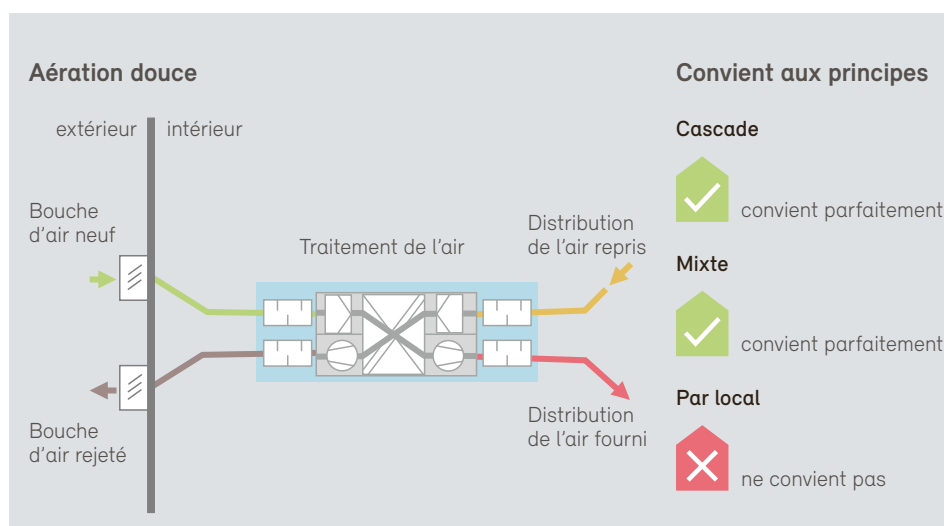 Aération douce
extérieur
intérieur
Bouche
d'air neuf
Traitement de l'air
Distribution
de l'air repris
Bouche
d'air rejeté
Distribution
de l'air fourni
Convient aux principes
Cascade
convient parfaitement
Mixte
convient parfaitement
Par local
ne convient pas